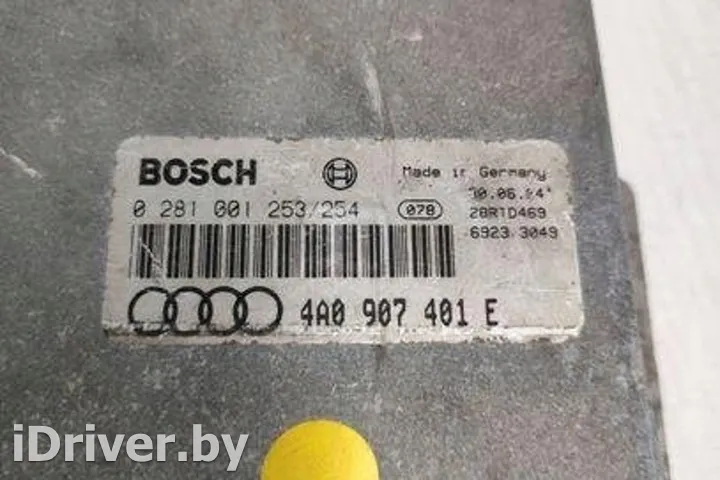 BOSCH
Made in Germany
0 281 001 253/254
078
28RTD469
6923.3049
4A0 907 401 E
iDriver.by